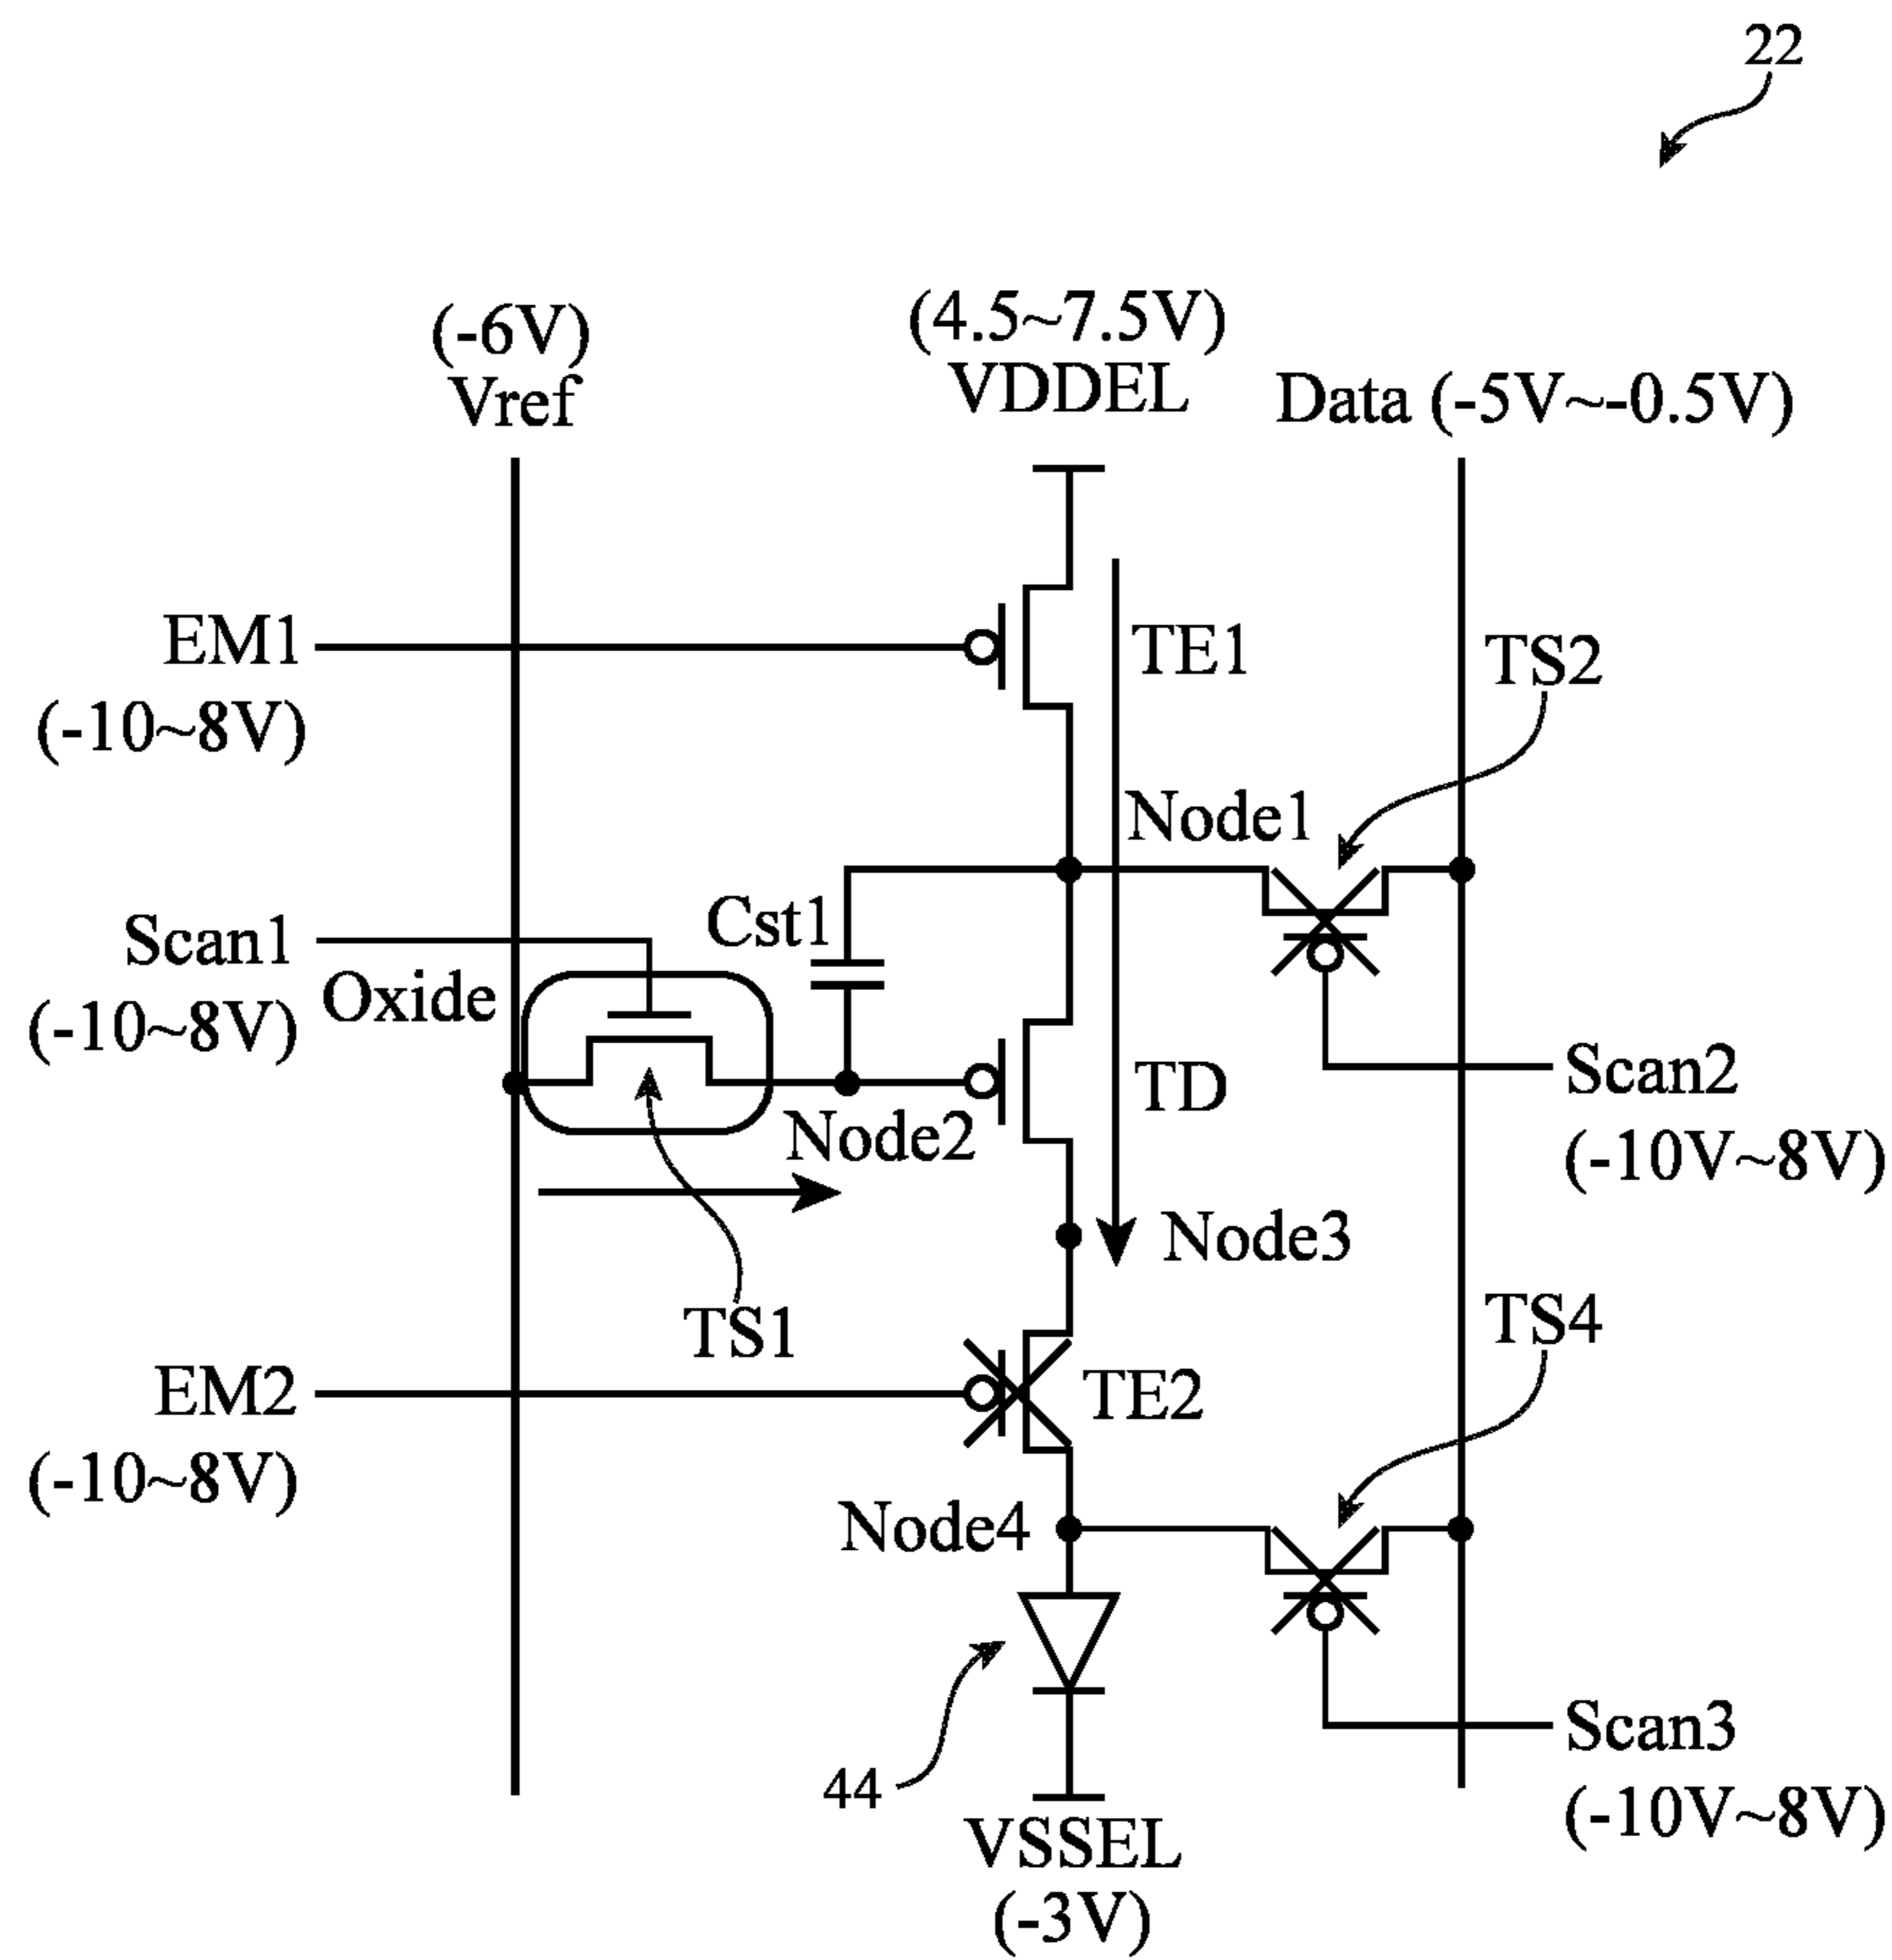 22
(-6V)
Vref
(4.5~7.5V)
VDDEL
Data (-5V~-0.5V)
EM1
(-10~8V)
TE1
TS2
Node1
Scan1
(-10~8V)
Oxide
Cst1
TD
Node2
Scan2
(-10V~8V)
Node3
TS1
TS4
EM2
(-10~8V)
TE2
Node4
44
Scan3
(-10V~8V)
VSSEL
(-3V)